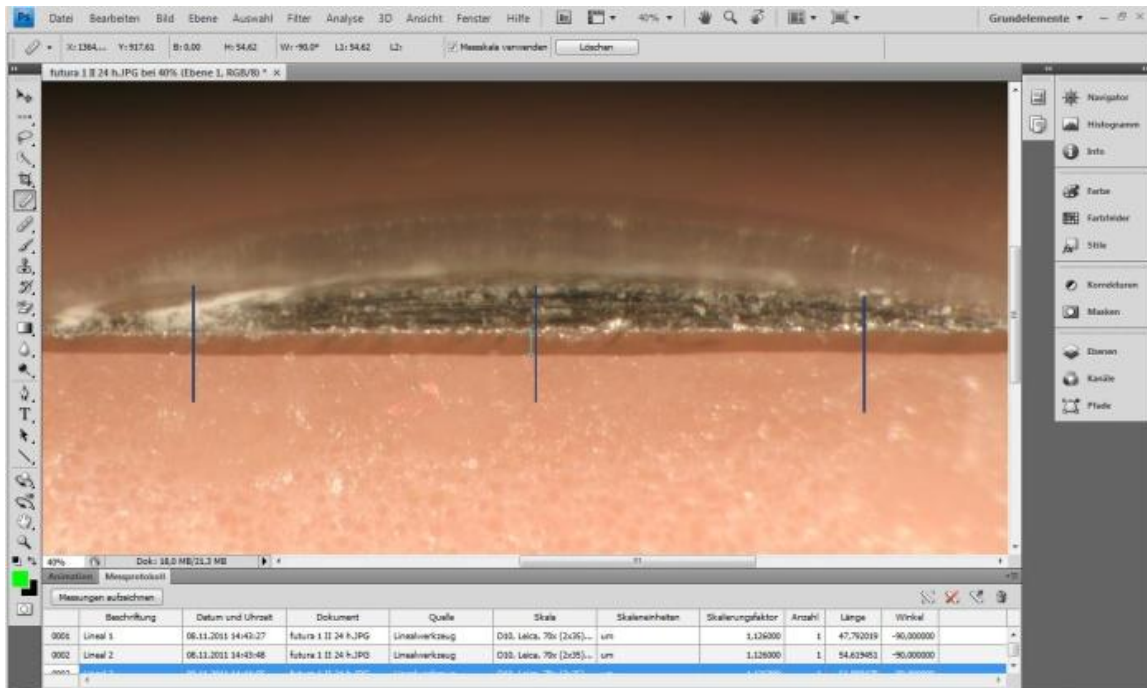 Ps Datei Bearbeiten Bild Ebene Auswahl Filter Analyse 3D Ansicht Fenster Hilfe Br 40% Grundelemente
X: 1364,... Y: 917,61 B: 0,00 H: 54,62 W: -90,0° L1: 54,62 L2: Messskala verwenden Löschen
futura 1 II 24 h.JPG bei 40% (Ebene 1, RGB/8) * ×
Navigator
Histogramm
Info
Farbe
Farbfelder
Stile
Korrekturen
Masken
Ebenen
Kanäle
Pfade
40% Dok: 18,0 MB/21,3 MB
Animation Messprotokoll
Messungen aufzeichnen
Beschriftung Datum und Uhrzeit Dokument Quelle Skala Skaleneinheiten Skalierungsfaktor Anzahl Länge Winkel
0001 Lineal 1 08.11.2011 14:43:27 futura 1 II 24 h.JPG Linealwerkzeug D10, Leica, 70x (2x35)... um 1,126000 1 47,792019 -90,000000
0002 Lineal 2 08.11.2011 14:43:48 futura 1 II 24 h.JPG Linealwerkzeug D10, Leica, 70x (2x35)... um 1,126000 1 54,619451 -90,000000